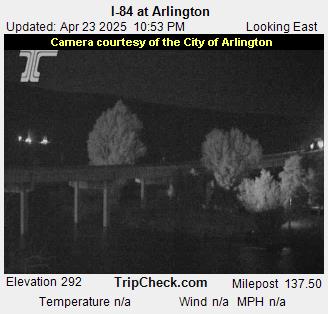 I-84 at Arlington
Updated: Apr 23 2025 10:53 PM Looking East
Camera courtesy of the City of Arlington
Elevation 292 TripCheck.com Milepost 137.50
Temperature n/a Wind n/a MPH n/a